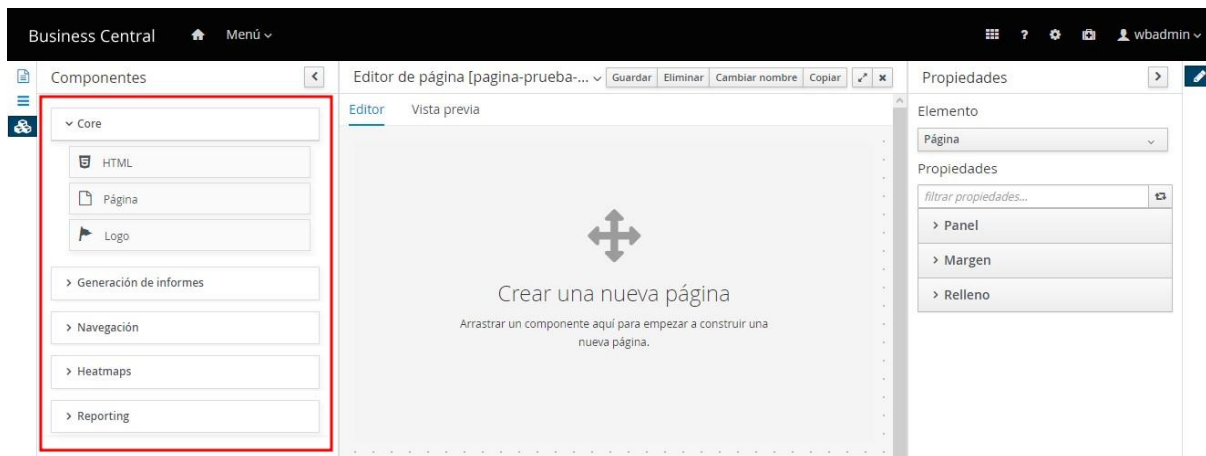 Business Central
Menú
?
wbadmin
Componentes
Core
HTML
Página
Logo
Generación de informes
Navegación
Heatmaps
Reporting
Editor de página [pagina-prueba-...
Guardar
Eliminar
Cambiar nombre
Copiar
Editor
Vista previa
Crear una nueva página
Arrastrar un componente aquí para empezar a construir una
nueva página.
Propiedades
Elemento
Página
Propiedades
filtrar propiedades...
Panel
Margen
Relleno